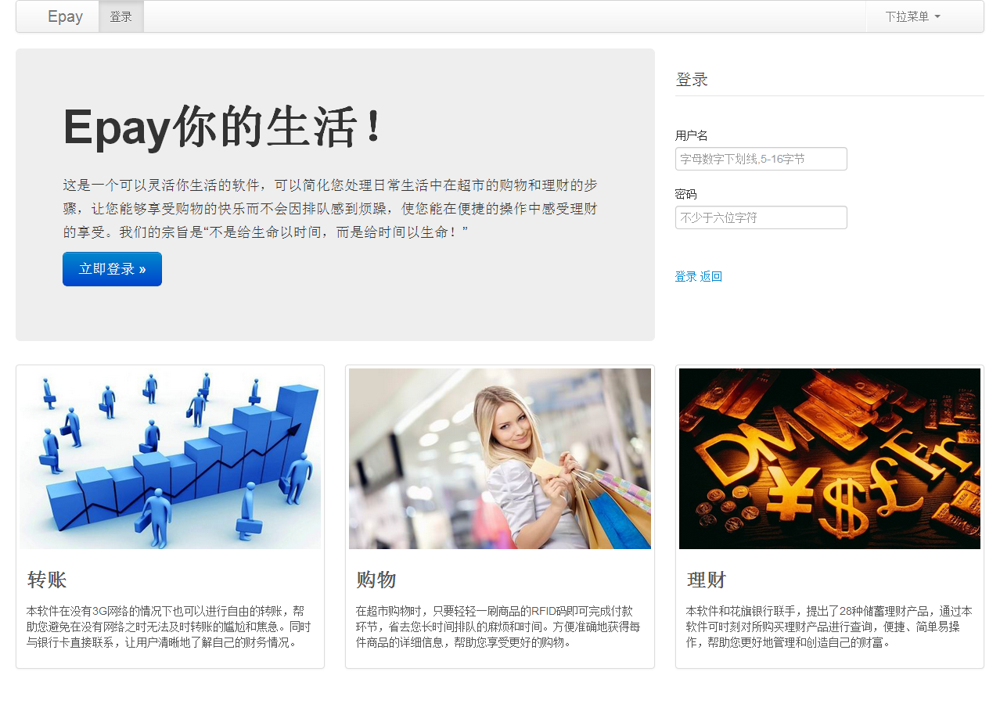 Epay
登录
下拉菜单
Epay你的生活！
这是一个可以灵活你生活的软件，可以简化您处理日常生活中在超市的购物和理财的步
骤，让您能够享受购物的快乐而不会因排队感到烦躁，使您能在便捷的操作中感受理财
的享受。我们的宗旨是“不是给生命以时间，而是给时间以生命！”
立即登录 »
登录
用户名
字母数字下划线,5-16字节
密码
不少于六位字符
登录 返回
转账
本软件在没有3G网络的情况下也可以进行自由的转账，帮
助您避免在没有网络之时无法及时转账的尴尬和焦急。同时
与银行卡直接联系，让用户清晰地了解自己的财务情况。
购物
在超市购物时，只要轻轻一刷商品的RFID码即可完成付款
环节，省去您长时间排队的麻烦和时间。方便准确地获得每
件商品的详细信息，帮助您享受更好的购物。
DM ¥ $ £ Fr
理财
本软件和花旗银行联手，提出了28种储蓄理财产品，通过本
软件可时刻对所购买理财产品进行查询，便捷、简单易操
作，帮助您更好地管理和创造自己的财富。